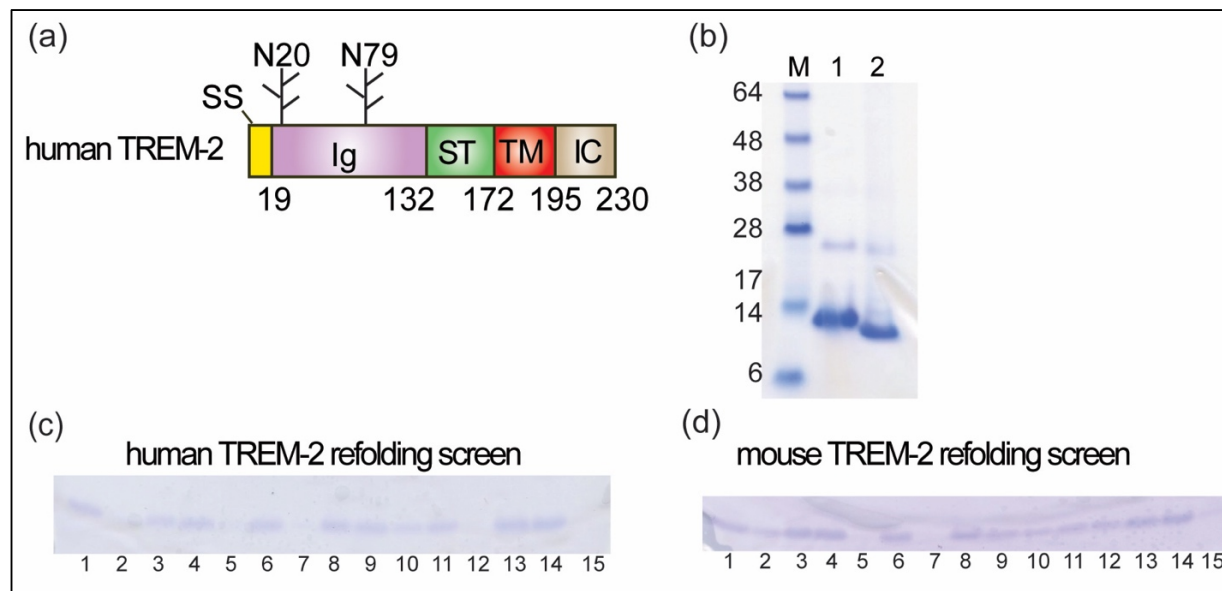 (a)
N20 N79
SS
human TREM-2 Ig ST TM IC
19 132 172 195 230
(b)
M 1 2
64
48
38
28
17
14
6
(c)
human TREM-2 refolding screen
1 2 3 4 5 6 7 8 9 10 11 12 13 14 15
(d)
mouse TREM-2 refolding screen
1 2 3 4 5 6 7 8 9 10 11 12 13 14 15